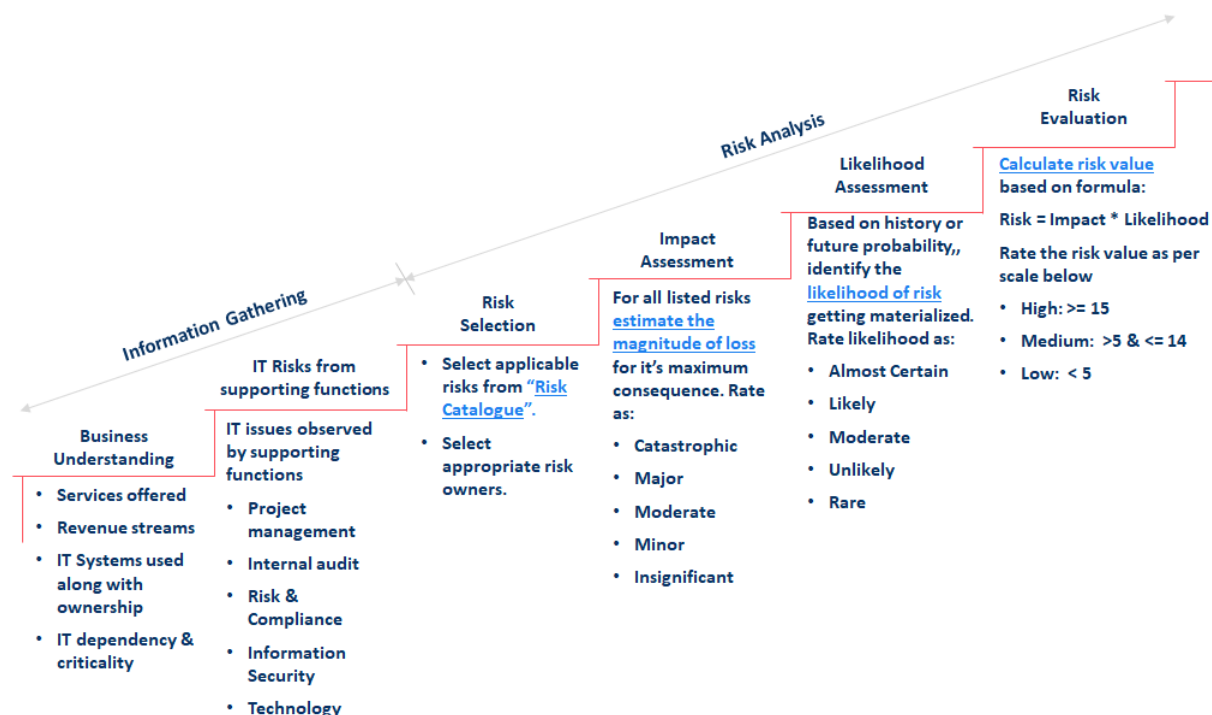 Information Gathering
Risk Analysis
Business
Understanding
• Services offered
• Revenue streams
• IT Systems used
along with
ownership
• IT dependency &
criticality
IT Risks from
supporting functions
IT issues observed
by supporting
functions
• Project
management
• Internal audit
• Risk &
Compliance
• Information
Security
• Technology
Risk
Selection
• Select applicable
risks from “Risk
Catalogue”.
• Select
appropriate risk
owners.
Impact
Assessment
For all listed risks
estimate the
magnitude of loss
for it’s maximum
consequence. Rate
as:
• Catastrophic
• Major
• Moderate
• Minor
• Insignificant
Likelihood
Assessment
Based on history or
future probability,,
identify the
likelihood of risk
getting materialized.
Rate likelihood as:
• Almost Certain
• Likely
• Moderate
• Unlikely
• Rare
Risk
Evaluation
Calculate risk value
based on formula:
Risk = Impact * Likelihood
Rate the risk value as per
scale below
• High: >= 15
• Medium:  >5 & <= 14
• Low:  < 5